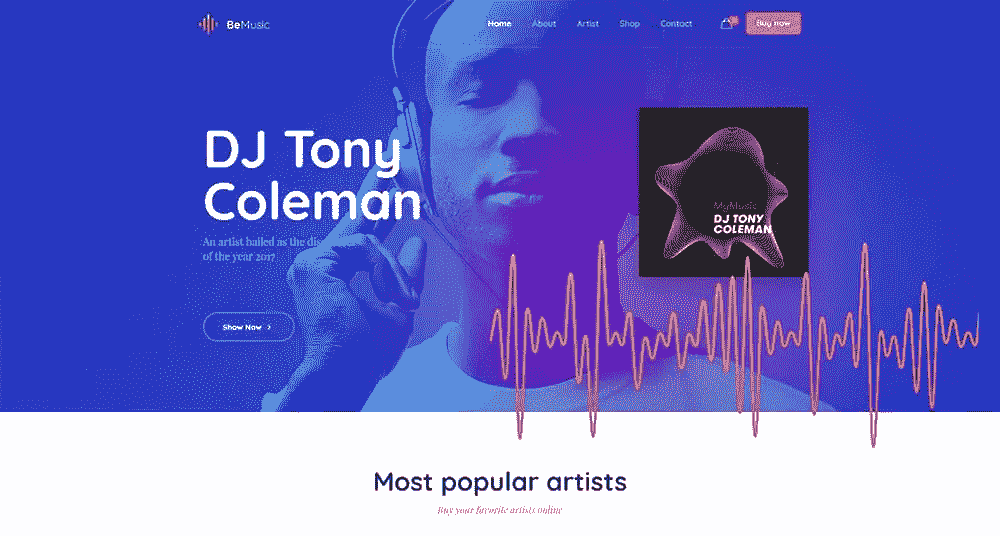 BeMusic
Home About Artist Shop Contact
Buy now
DJ Tony
Coleman
An artist hailed as the dis
of the year 2017
Show Now
MyMusic
DJ TONY
COLEMAN
Most popular artists
Buy your favorite artists online